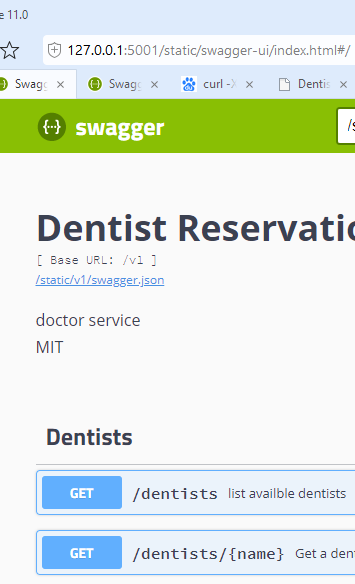 e 11.0
127.0.0.1:5001/static/swagger-ui/index.html#/
Swagg
Swagg
curl -X
Dentis
swagger
/s
Dentist Reservatio
[ Base URL: /v1 ]
/static/v1/swagger.json
doctor service
MIT
Dentists
GET /dentists list availble dentists
GET /dentists/{name} Get a den